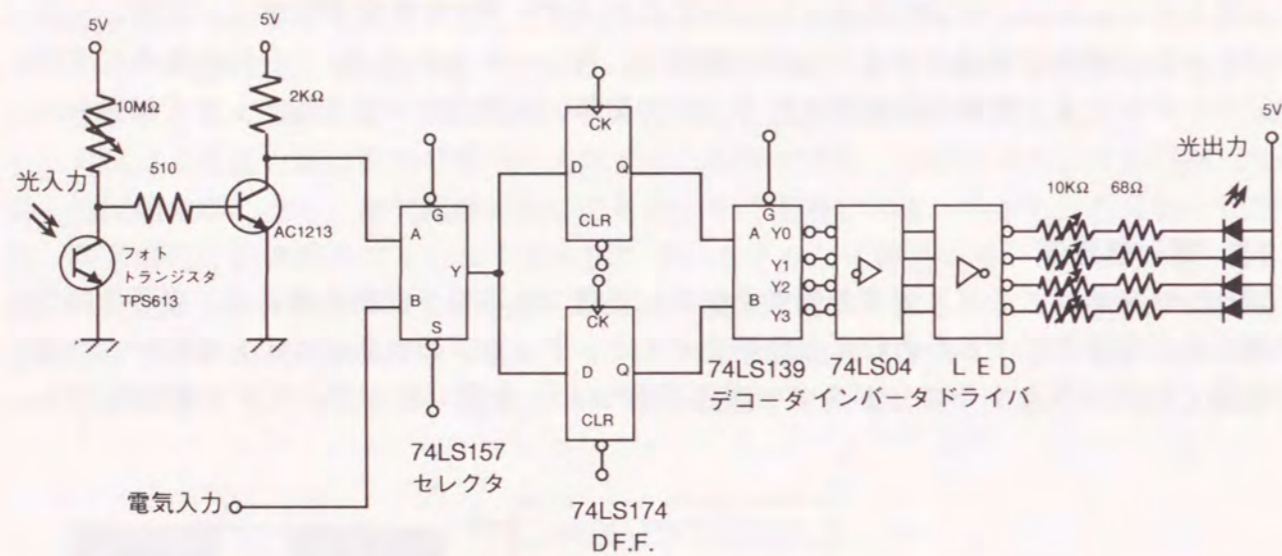 5V
10MΩ
光入力
フォト
トランジスタ
TPS613
510
5V
2KΩ
AC1213
電気入力
G
A
B
Y
S
74LS157
セレクタ
CK
D
Q
CLR
CK
D
Q
CLR
74LS174
D F.F.
G
A
B
Y0
Y1
Y2
Y3
74LS139
デコーダ
74LS04
インバータ
L E D
ドライバ
10KΩ
68Ω
光出力
5V